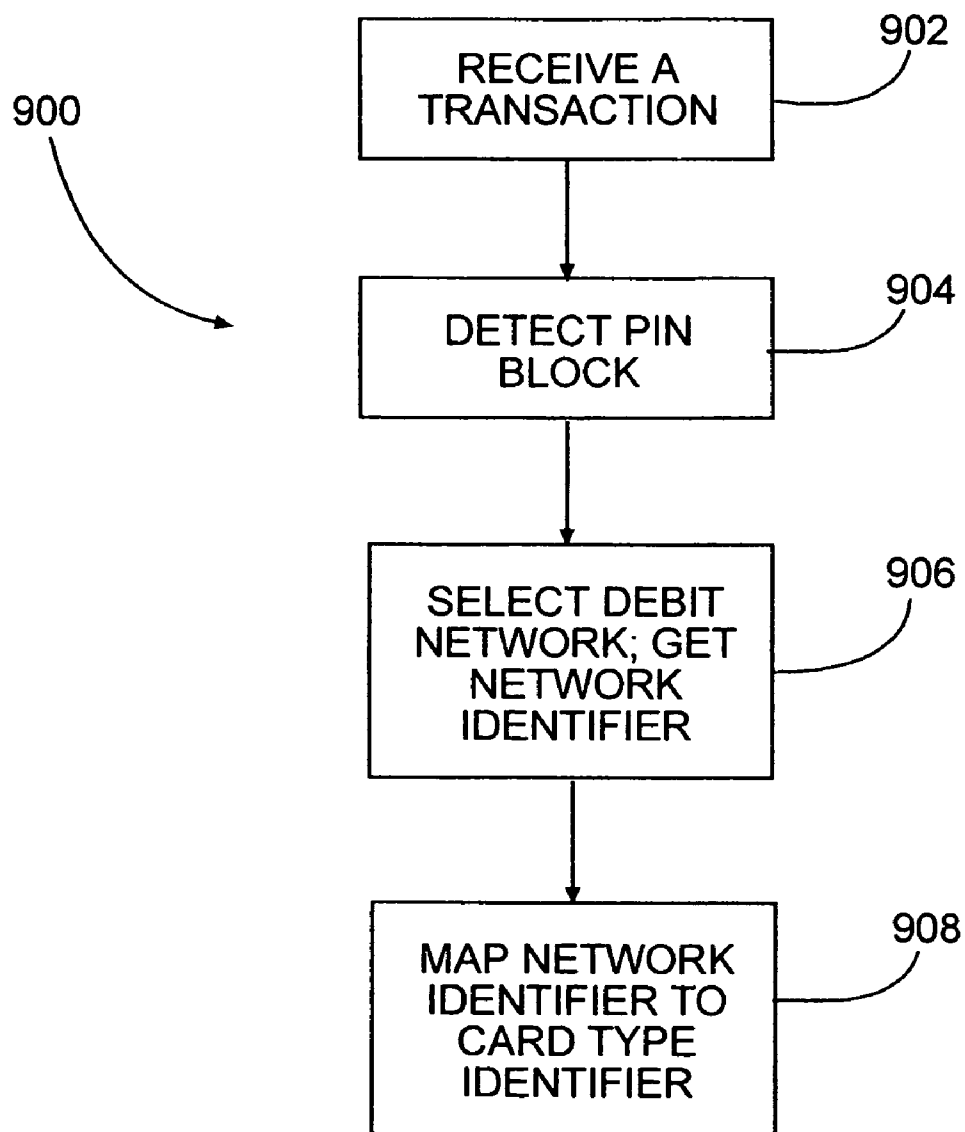 902
RECEIVE A
TRANSACTION
900
904
DETECT PIN
BLOCK
906
SELECT DEBIT
NETWORK; GET
NETWORK
IDENTIFIER
908
MAP NETWORK
IDENTIFIER TO
CARD TYPE
IDENTIFIER